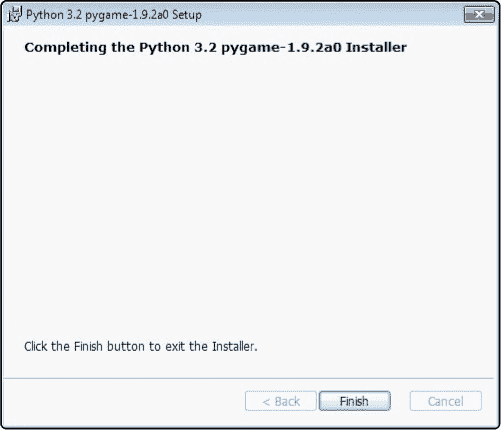 Python 3.2 pygame-1.9.2a0 Setup
Completing the Python 3.2 pygame-1.9.2a0 Installer
Click the Finish button to exit the Installer.
< Back Finish Cancel